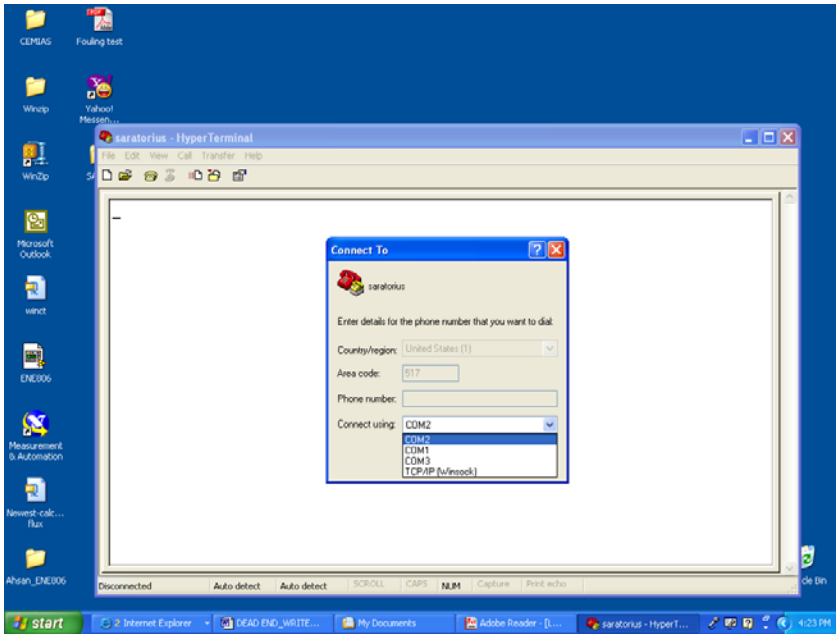 CEMIAS
Fouling test
Winzip
Yahoo!
Messen...
WinZip
SA
Microsoft
Outlook
winct
ENE806
Measurement
& Automation
Newest-calc...
flux
Ahsan_ENE806
saratorius - HyperTerminal
File Edit View Call Transfer Help
Connect To
saratorius
Enter details for the phone number that you want to dial:
Country/region: United States (1)
Area code: 517
Phone number:
Connect using: COM2
COM2
COM1
COM3
TCP/IP (Winsock)
Disconnected Auto detect Auto detect SCROLL CAPS NUM Capture Print echo
cle Bin
start 2 Internet Explorer DEAD END_WRITE... My Documents Adobe Reader - [L... saratorius - HyperT... 4:23 PM